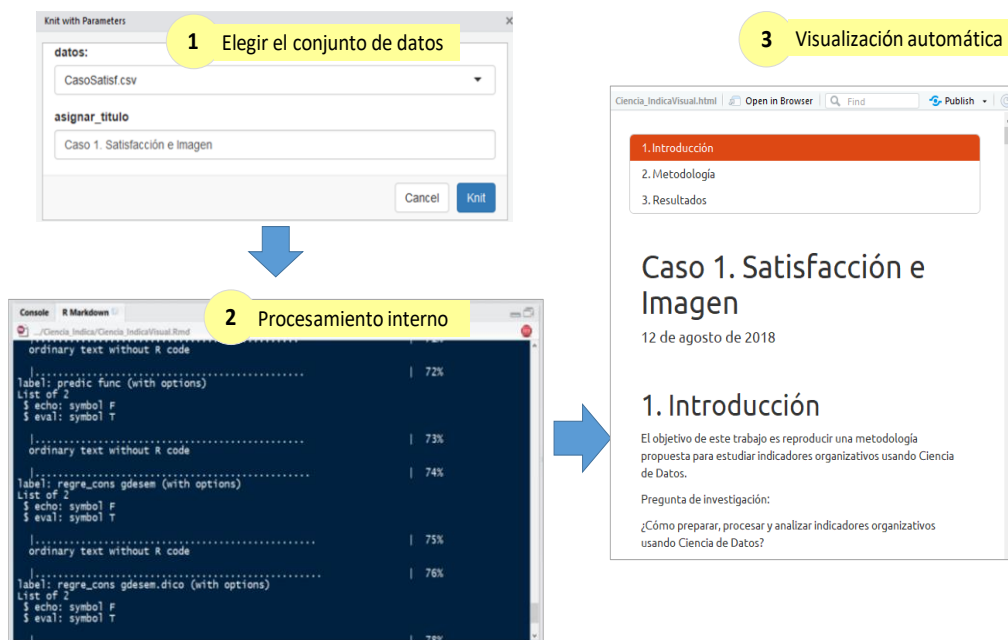 Knit with Parameters
1 Elegir el conjunto de datos
datos:
CasoSatisf.csv
asignar_titulo
Caso 1. Satisfacción e Imagen
Cancel Knit
Console R Markdown
2 Procesamiento interno
.../Ciencia_Indica/Ciencia_IndicaVisual.Rmd
ordinary text without R code
|............................................. | 72%
label: predic func (with options)
List of 2
$ echo: symbol F
$ eval: symbol T
|............................................. | 73%
ordinary text without R code
|.............................................. | 74%
label: regre_cons gdesem (with options)
List of 2
$ echo: symbol F
$ eval: symbol T
|............................................... | 75%
ordinary text without R code
|................................................ | 76%
label: regre_cons gdesem.dico (with options)
List of 2
$ echo: symbol F
$ eval: symbol T
78%
3 Visualización automática
Ciencia_IndicaVisual.html Open in Browser Find Publish
1. Introducción
2. Metodología
3. Resultados
Caso 1. Satisfacción e
Imagen
12 de agosto de 2018
1. Introducción
El objetivo de este trabajo es reproducir una metodología
propuesta para estudiar indicadores organizativos usando Ciencia
de Datos.
Pregunta de investigación:
¿Cómo preparar, procesar y analizar indicadores organizativos
usando Ciencia de Datos?